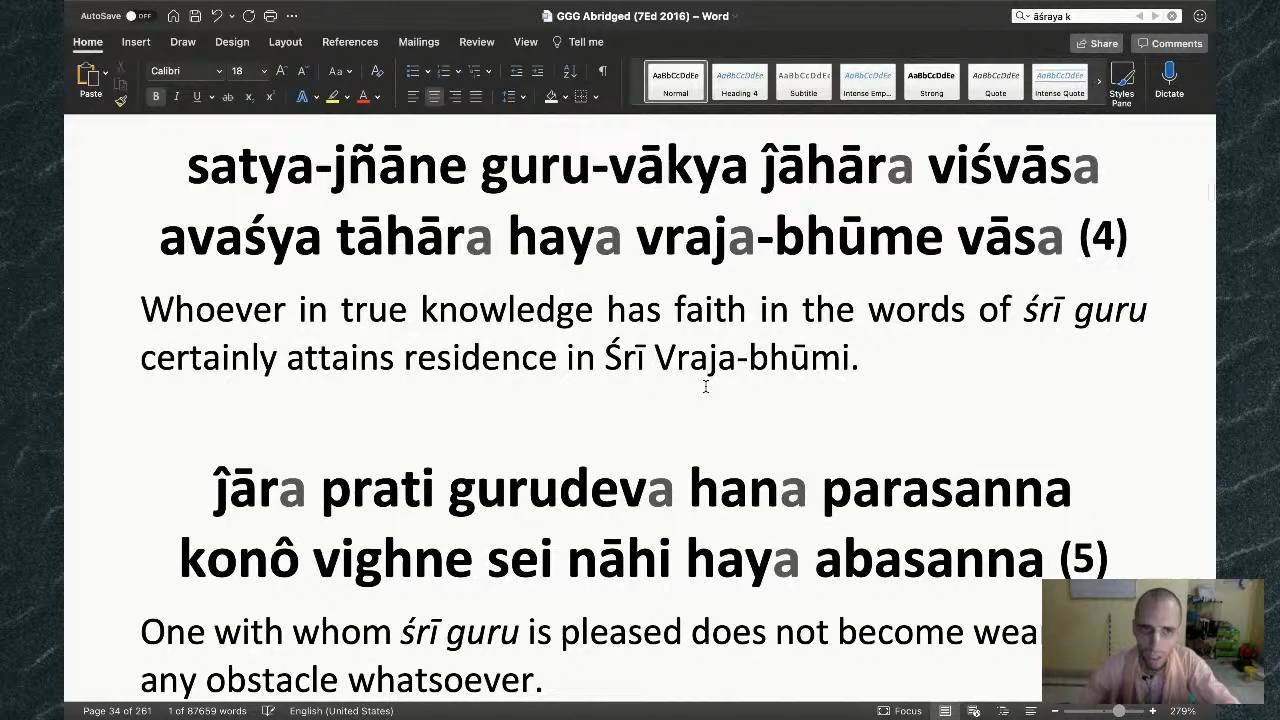 AutoSave OFF
GGG Abridged (7Ed 2016) – Word
āśraya k
Home Insert Draw Design Layout References Mailings Review View Tell me
Share Comments
Paste
Calibri 18
AaBbCcDdEe AaBbCcDdEe AaBbCcDdEe AaBbCcDdEe AaBbCcDdEe AaBbCcDdEe AaBbCcDdEe
Normal Heading 4 Subtitle Intense Emp... Strong Quote Intense Quote
Styles Pane
Dictate
satya-jñāne guru-vākya ĵāhāra viśvāsa
avaśya tāhāra haya vraja-bhūme vāsa (4)
Whoever in true knowledge has faith in the words of śrī guru
certainly attains residence in Śrī Vraja-bhūmi.
ĵāra prati gurudeva hana parasanna
konô vighne sei nāhi haya abasanna (5)
One with whom śrī guru is pleased does not become
any obstacle whatsoever.
Page 34 of 261 1 of 87659 words English (United States) Focus 279%